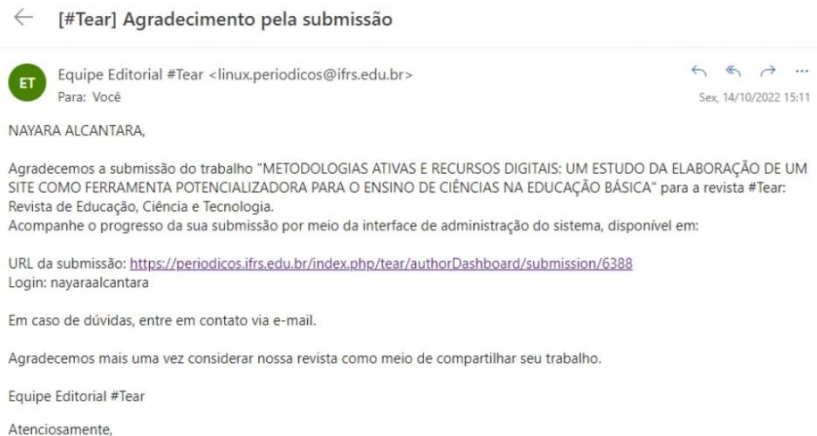 [#Tear] Agradecimento pela submissão
ET
Equipe Editorial #Tear <linux.periodicos@ifrs.edu.br>
Para: Você
Sex, 14/10/2022 15:11
NAYARA ALCANTARA,
Agradecemos a submissão do trabalho "METODOLOGIAS ATIVAS E RECURSOS DIGITAIS: UM ESTUDO DA ELABORAÇÃO DE UM
SITE COMO FERRAMENTA POTENCIALIZADORA PARA O ENSINO DE CIÊNCIAS NA EDUCAÇÃO BÁSICA" para a revista #Tear:
Revista de Educação, Ciência e Tecnologia.
Acompanhe o progresso da sua submissão por meio da interface de administração do sistema, disponível em:
URL da submissão: https://periodicos.ifrs.edu.br/index.php/tear/authorDashboard/submission/6388
Login: nayaraalcantara
Em caso de dúvidas, entre em contato via e-mail.
Agradecemos mais uma vez considerar nossa revista como meio de compartilhar seu trabalho.
Equipe Editorial #Tear
Atenciosamente,